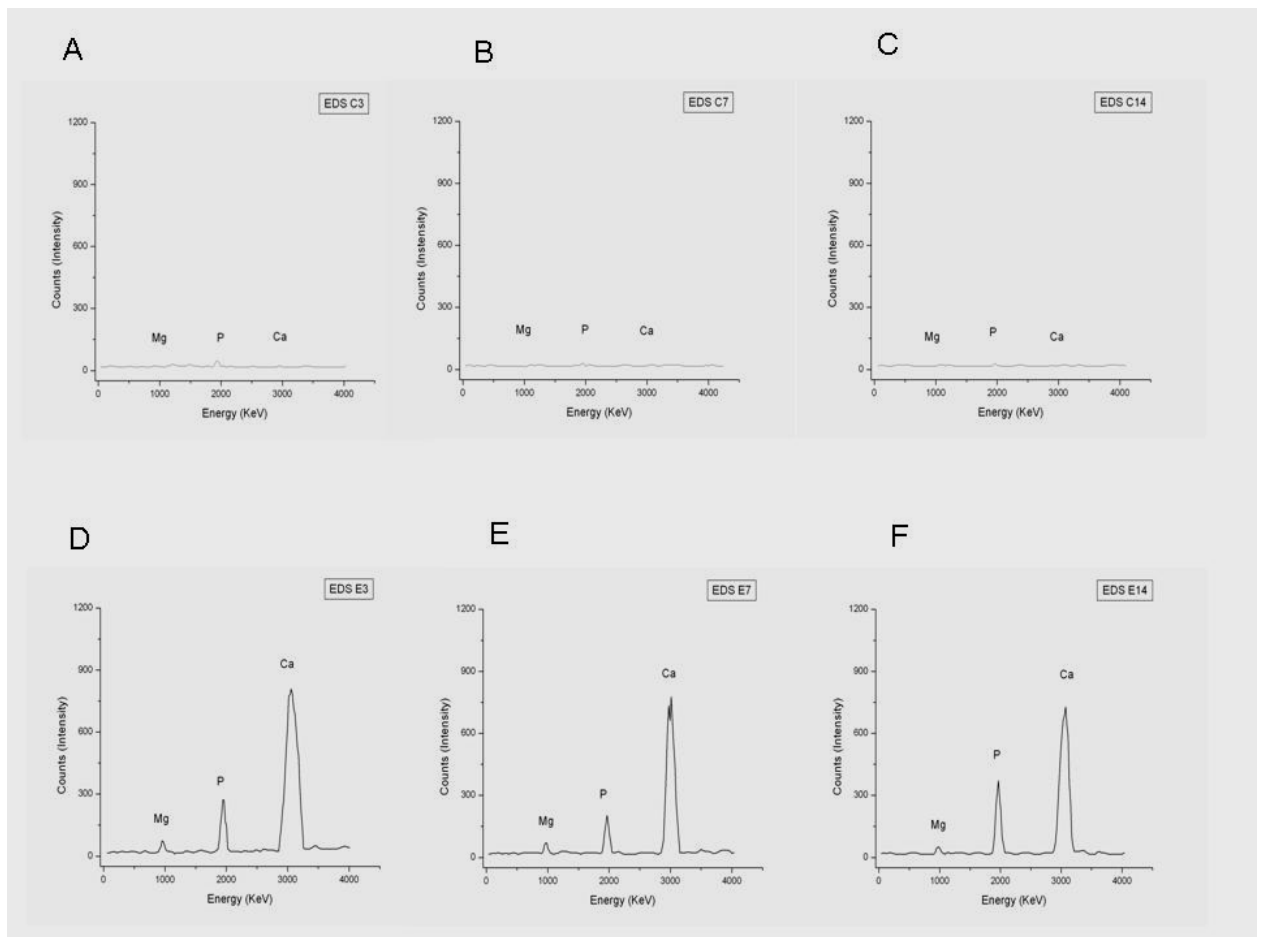 A
B
C
EDS C3
EDS C7
EDS C14
1200
900
600
300
0
Counts (Intensity)
Mg
P
Ca
0
1000
2000
3000
4000
Energy (KeV)
1200
900
600
300
0
Counts (Instensity)
Mg
P
Ca
0
1000
2000
3000
4000
Energy (KeV)
1200
900
600
300
0
Counts (Intensity)
Mg
P
Ca
0
1000
2000
3000
4000
Energy (KeV)
D
E
F
EDS E3
EDS E7
EDS E14
1200
900
600
300
0
Counts (Intensity)
Mg
P
Ca
0
1000
2000
3000
4000
Energy (KeV)
1200
900
600
300
0
Counts (Intensity)
Mg
P
Ca
0
1000
2000
3000
4000
Energy (KeV)
1200
900
600
300
0
Counts (Intensity)
Mg
P
Ca
0
1000
2000
3000
4000
Energy (KeV)